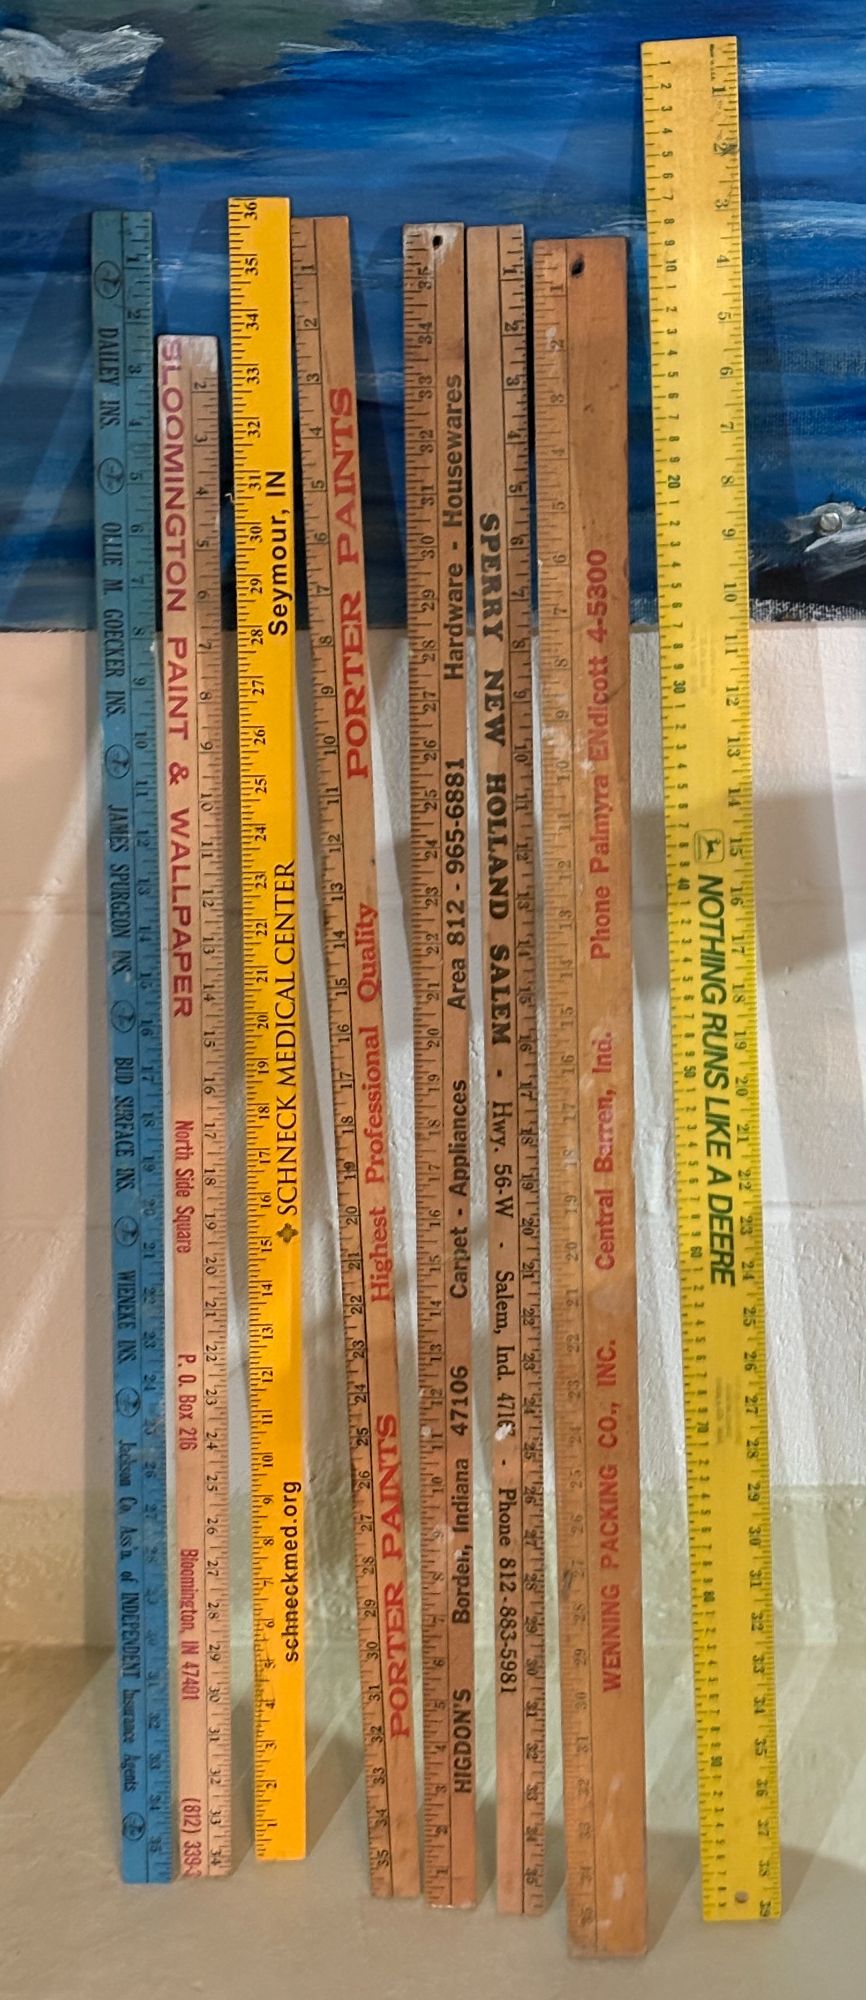 DAILEY INS. OLLIE M. GOECKER INS. JAMES SPURGEON INS. BUD SURFACE INS. WIENEKE INS. Jackson Co. Ass'n. of INDEPENDENT Insurance Agents
BLOOMINGTON PAINT & WALLPAPER North Side Square P. O. Box 216 Bloomington, IN 47401 (812) 339-
Seymour, IN
SCHNECK MEDICAL CENTER
schneckmed.org
PORTER PAINTS Highest Professional Quality PORTER PAINTS
HIGDON'S Borden, Indiana 47106 Carpet - Appliances Area 812 - 965-6881 Hardware - Housewares
SPERRY NEW HOLLAND SALEM - Hwy. 56-W - Salem, Ind. 4716 - Phone 812-883-5981
WENNING PACKING CO., INC. Central Barren, Ind. Phone Palmyra ENdicott 4-5300
NOTHING RUNS LIKE A DEERE